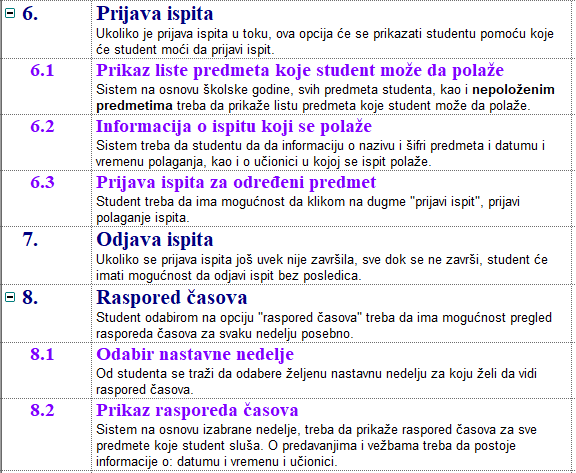 6. Prijava ispita
Ukoliko je prijava ispita u toku, ova opcija će se prikazati studentu pomoću koje
će student moći da prijavi ispit.
6.1 Prikaz liste predmeta koje student može da polaže
Sistem na osnovu školske godine, svih predmeta studenta, kao i nepoloženim
predmetima treba da prikaže listu predmeta koje student može da polaže.
6.2 Informacija o ispitu koji se polaže
Sistem treba da studentu da da informaciju o nazivu i šifri predmeta i datumu i
vremenu polaganja, kao i o učionici u kojoj se ispit polaže.
6.3 Prijava ispita za određeni predmet
Student treba da ima mogućnost da klikom na dugme "prijavi ispit", prijavi
polaganje ispita.
7. Odjava ispita
Ukoliko se prijava ispita još uvek nije završila, sve dok se ne završi, student će
imati mogućnost da odjavi ispit bez posledica.
8. Raspored časova
Student odabirom na opciju "raspored časova" treba da ima mogućnost pregled
rasporeda časova za svaku nedelju posebno.
8.1 Odabir nastavne nedelje
Od studenta se traži da odabere željenu nastavnu nedelju za koju želi da vidi
raspored časova.
8.2 Prikaz rasporeda časova
Sistem na osnovu izabrane nedelje, treba da prikaže raspored časova za sve
predmete koje student sluša. O predavanjima i vežbama treba da postoje
informacije o: datumu i vremenu i učionici.